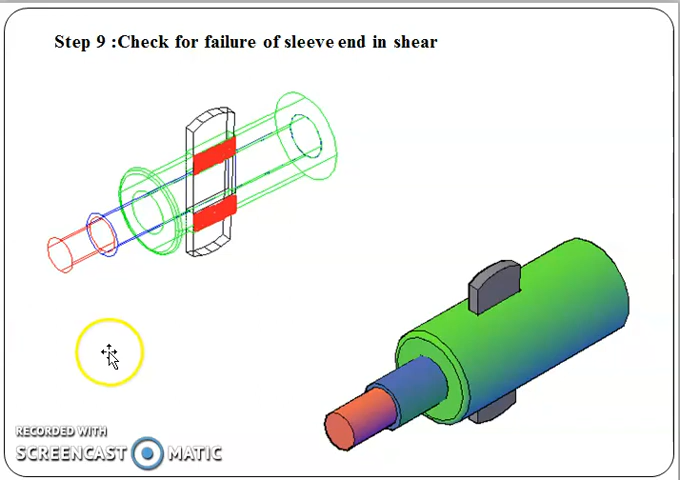 Step 9 :Check for failure of sleeve end in shear
RECORDED WITH
SCREENCAST MATIC